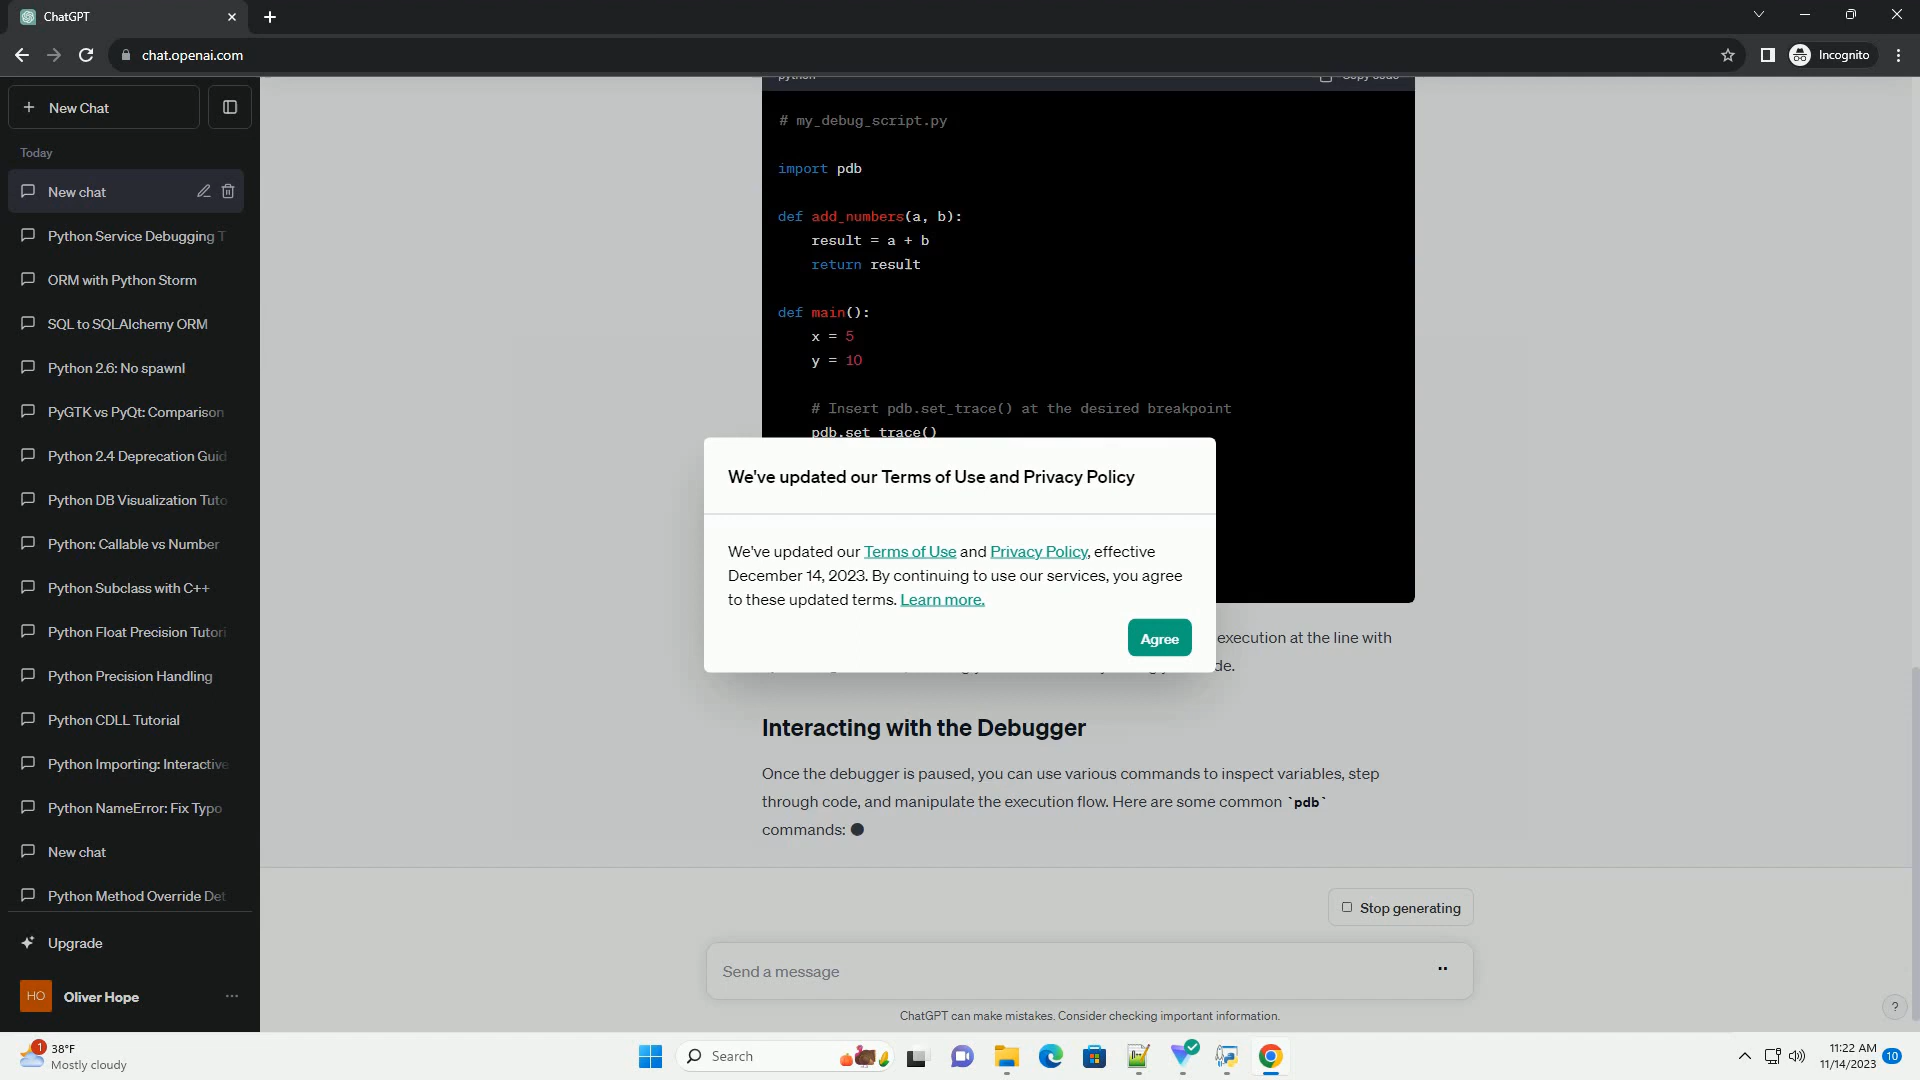 ChatGPT
chat.openai.com
Incognito
New Chat
Today
New chat
Python Service Debugging T
ORM with Python Storm
SQL to SQLAlchemy ORM
Python 2.6: No spawnl
PyGTK vs PyQt: Comparison
Python 2.4 Deprecation Guid
Python DB Visualization Tuto
Python: Callable vs Number
Python Subclass with C++
Python Float Precision Tutori
Python Precision Handling
Python CDLL Tutorial
Python Importing: Interactive
Python NameError: Fix Typo
New chat
Python Method Override Det
Upgrade
HO Oliver Hope
python Copy code
# my_debug_script.py
import pdb
def add_numbers(a, b):
result = a + b
return result
def main():
x = 5
y = 10
# Insert pdb.set_trace() at the desired breakpoint
pdb.set_trace()
We've updated our Terms of Use and Privacy Policy
We've updated our Terms of Use and Privacy Policy, effective
December 14, 2023. By continuing to use our services, you agree
to these updated terms. Learn more.
Agree
execution at the line with
de.
Interacting with the Debugger
Once the debugger is paused, you can use various commands to inspect variables, step
through code, and manipulate the execution flow. Here are some common `pdb`
commands:
Stop generating
Send a message
ChatGPT can make mistakes. Consider checking important information.
?
1
38°F
Mostly cloudy
Search
11:22 AM
11/14/2023
10